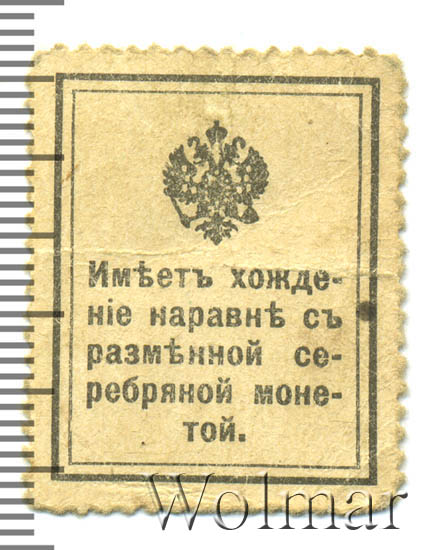 Имѣетъ хожде-
ніе наравнѣ съ
размѣнной се-
ребряной моне-
той.
Wolmar